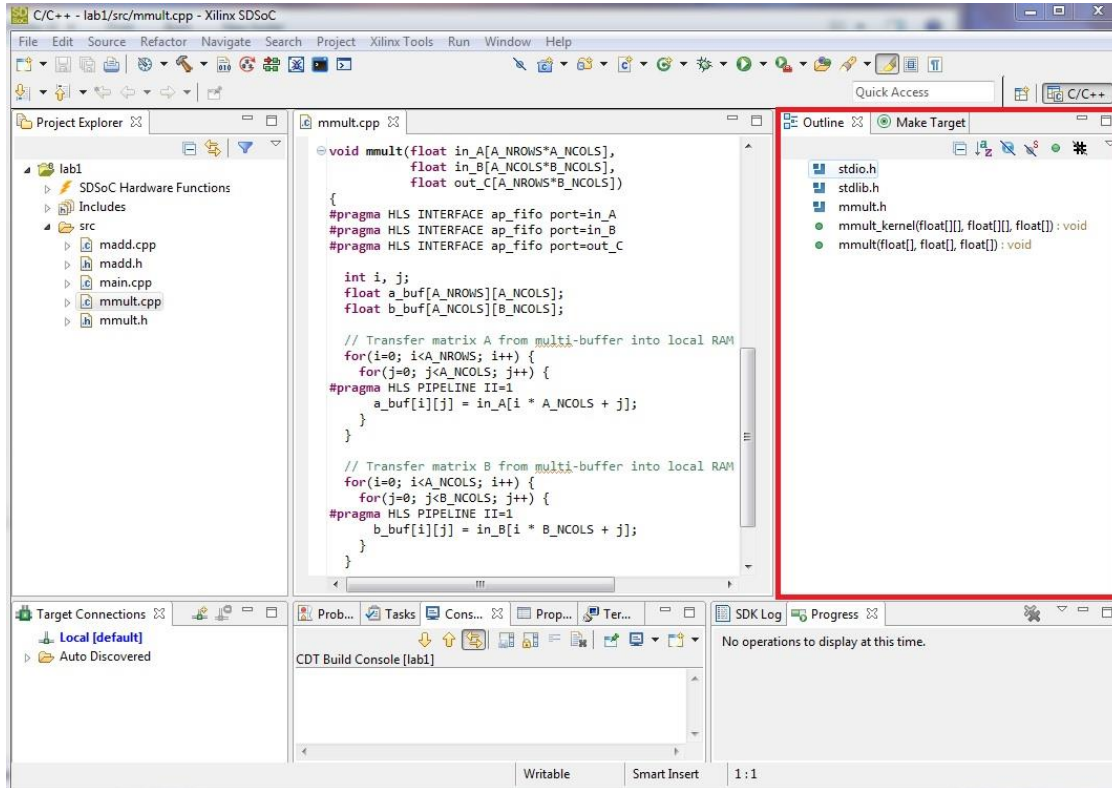 C/C++ - lab1/src/mmult.cpp - Xilinx SDSoC
File Edit Source Refactor Navigate Search Project Xilinx Tools Run Window Help
Quick Access
C/C++
Project Explorer
lab1
SDSoC Hardware Functions
Includes
src
madd.cpp
madd.h
main.cpp
mmult.cpp
mmult.h
mmult.cpp
void mmult(float in_A[A_NROWS*A_NCOLS],
float in_B[A_NCOLS*B_NCOLS],
float out_C[A_NROWS*B_NCOLS])
{
#pragma HLS INTERFACE ap_fifo port=in_A
#pragma HLS INTERFACE ap_fifo port=in_B
#pragma HLS INTERFACE ap_fifo port=out_C
int i, j;
float a_buf[A_NROWS][A_NCOLS];
float b_buf[A_NCOLS][B_NCOLS];
// Transfer matrix A from multi-buffer into local RAM
for(i=0; i<A_NROWS; i++) {
for(j=0; j<A_NCOLS; j++) {
#pragma HLS PIPELINE II=1
a_buf[i][j] = in_A[i * A_NCOLS + j];
}
}
// Transfer matrix B from multi-buffer into local RAM
for(i=0; i<A_NCOLS; i++) {
for(j=0; j<B_NCOLS; j++) {
#pragma HLS PIPELINE II=1
b_buf[i][j] = in_B[i * B_NCOLS + j];
}
}
Outline Make Target
stdio.h
stdlib.h
mmult.h
mmult_kernel(float[][], float[][], float[]) : void
mmult(float[], float[], float[]) : void
Target Connections
Local [default]
Auto Discovered
Prob... Tasks Cons... Prop... Ter...
CDT Build Console [lab1]
SDK Log Progress
No operations to display at this time.
Writable Smart Insert 1 : 1